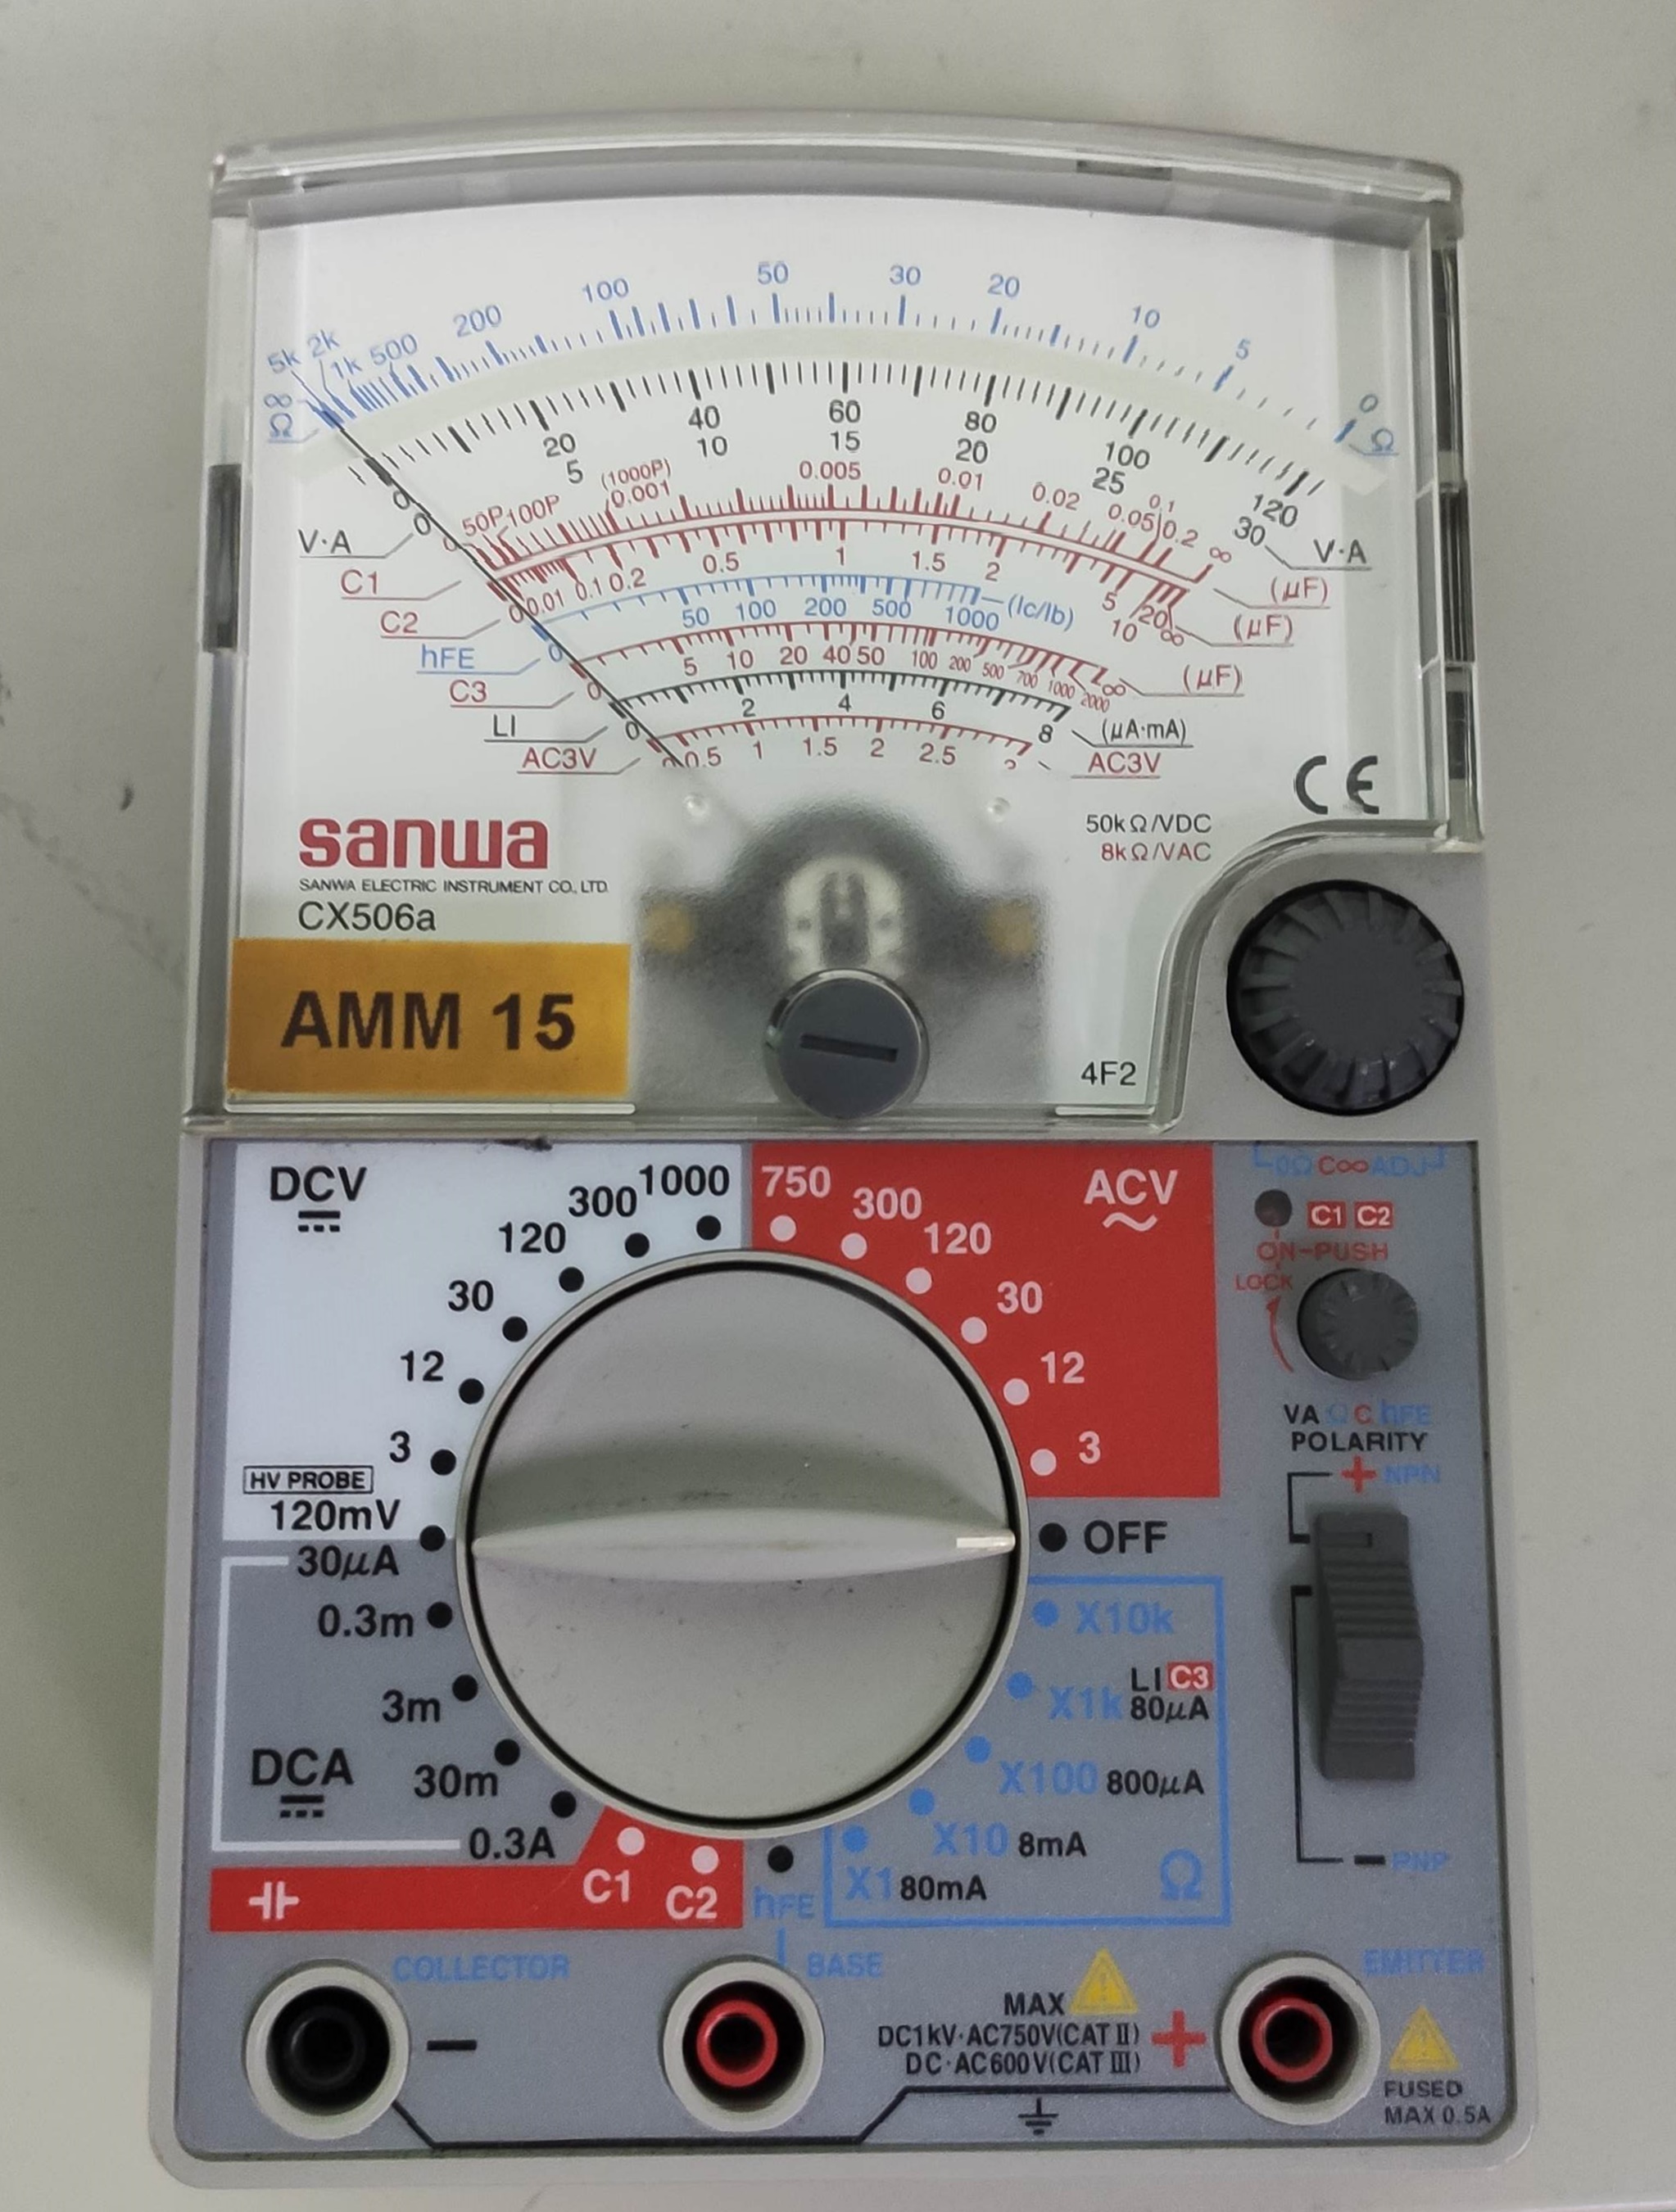 5k 2k 1k 500 200 100 50 30 20 10 5 0
∞
Ω Ω
20 40 60 80 100 120
0 5 10 15 20 25 30
0
V·A V·A
0 50P 100P (1000P) 0.001 0.005 0.01 0.02 0.05 0.1 0.2 ∞
C1 (μF)
0 0.01 0.1 0.2 0.5 1 1.5 2 5 10 20 ∞
C2 (μF)
0 50 100 200 500 1000 (Ic/Ib)
hFE
0 5 10 20 40 50 100 200 500 700 1000 2000 ∞
C3 (μF)
0 2 4 6 8
LI (μA·mA)
0 0.5 1 1.5 2 2.5
AC3V AC3V
CE
50kΩ/VDC
8kΩ/VAC
sanwa
SANWA ELECTRIC INSTRUMENT CO., LTD.
CX506a
AMM 15
4F2
DCV
1000
300
120
30
12
3
HV PROBE
120mV
30μA
0.3m
3m
30m
0.3A
DCA
ACV
750
300
120
30
12
3
OFF
X10k
X1k LI C3
80μA
X100 800μA
X10 8mA
X1 80mA
Ω
C1
C2
hFE
0Ω C∞ ADJ
C1 C2
ON-PUSH
LOCK
VA Ω C hFE
POLARITY
+ NPN
- PNP
COLLECTOR
BASE
EMITTER
−
+
MAX
DC1kV·AC750V(CAT II)
DC·AC600V(CAT III)
FUSED
MAX 0.5A